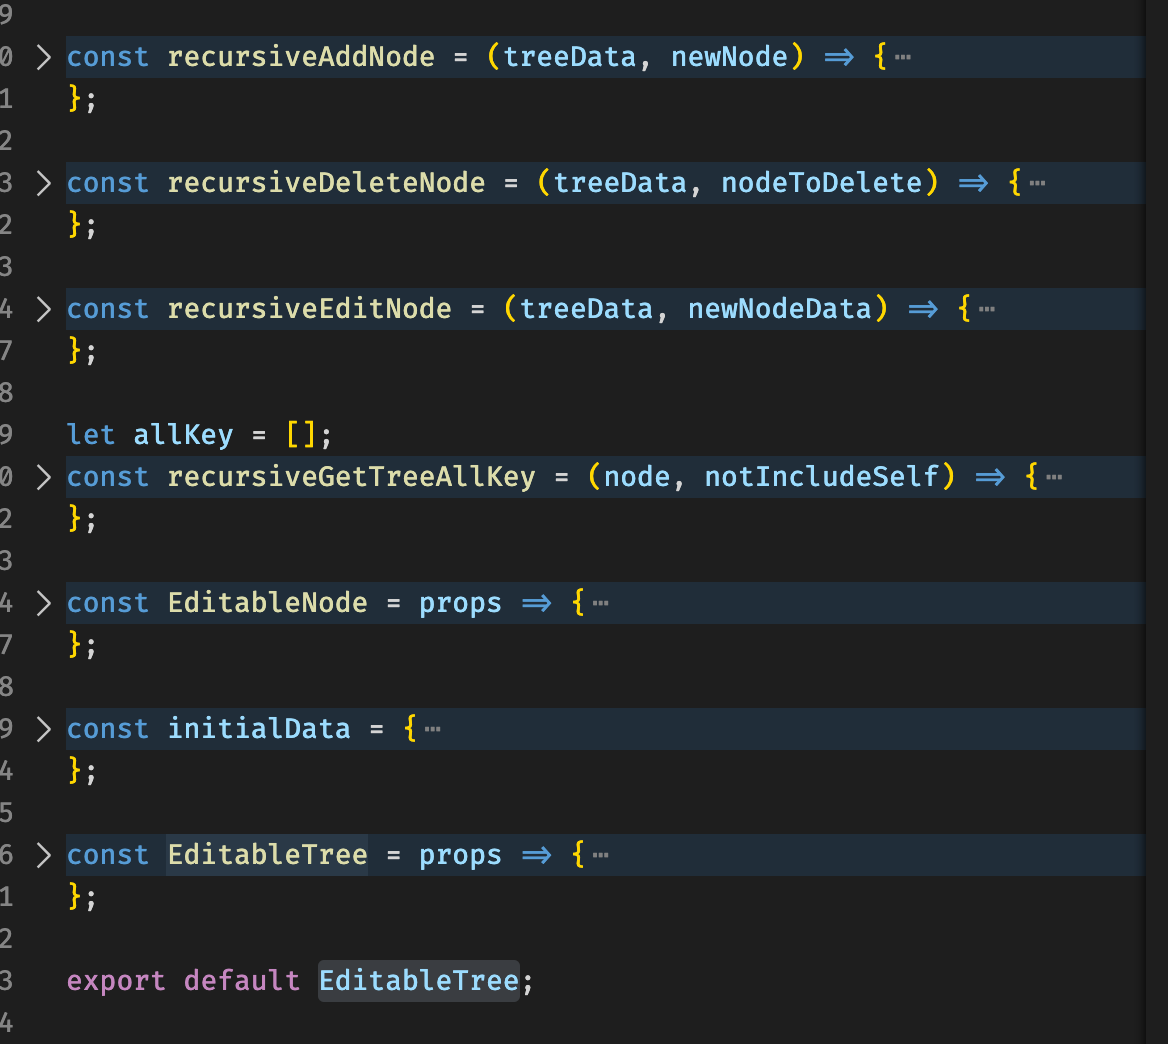 9
0 > const recursiveAddNode = (treeData, newNode) => {⋯
1 };
2
3 > const recursiveDeleteNode = (treeData, nodeToDelete) => {⋯
2 };
3
4 > const recursiveEditNode = (treeData, newNodeData) => {⋯
7 };
8
9 let allKey = [];
0 > const recursiveGetTreeAllKey = (node, notIncludeSelf) => {⋯
2 };
3
4 > const EditableNode = props => {⋯
7 };
8
9 > const initialData = {⋯
4 };
5
6 > const EditableTree = props => {⋯
1 };
2
3 export default EditableTree;
4